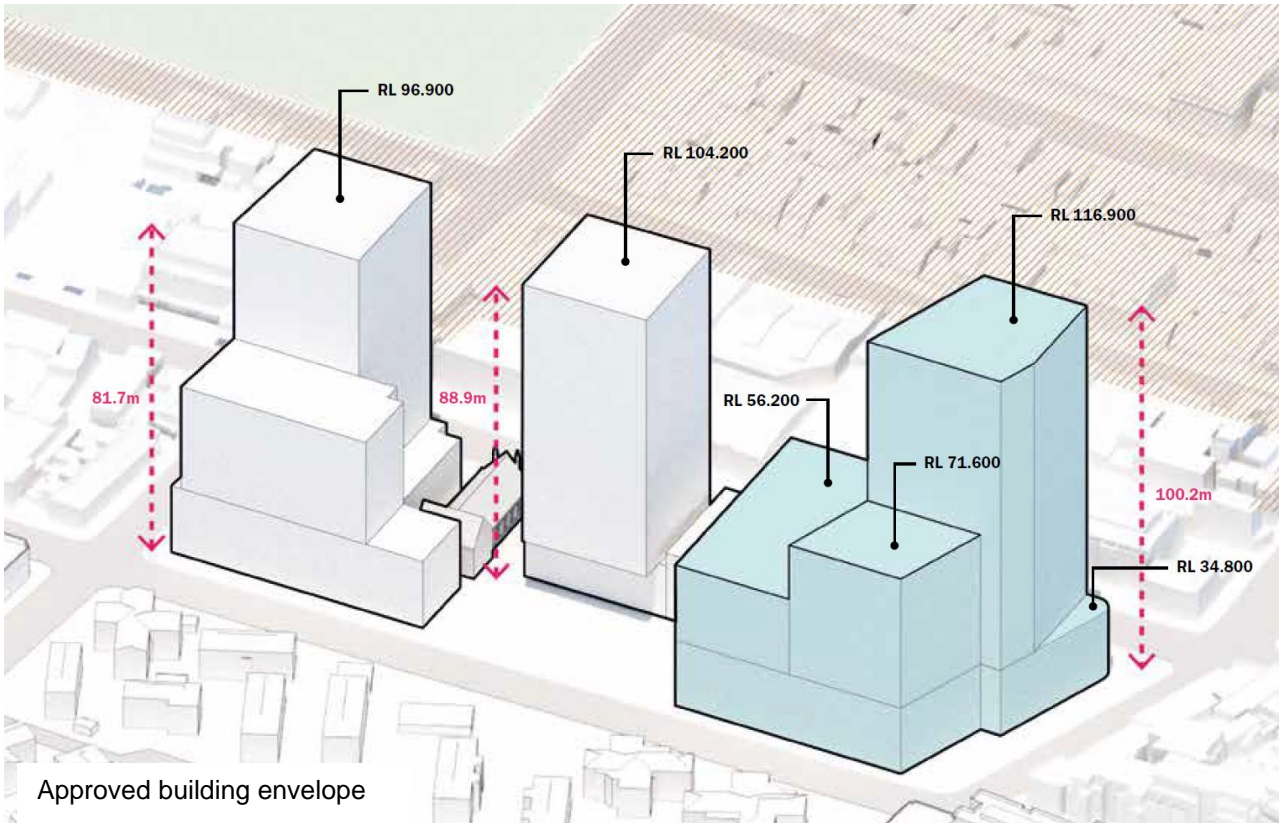 RL 96.900
RL 104.200
RL 116.900
81.7m
88.9m
RL 56.200
RL 71.600
100.2m
RL 34.800
Approved building envelope